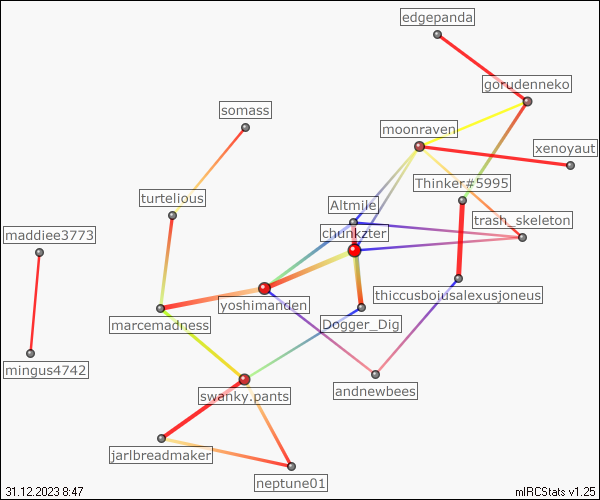 edgepanda
gorudenneko
somass
moonraven
xenoyaut
Thinker#5995
turtelious
Altmile
trash_skeleton
maddiee3773
chunkzter
thiccusbojusalexusjoneus
yoshimanden
marcemadness
Dogger_Dig
mingus4742
andnewbees
swanky.pants
jarlbreadmaker
neptune01
31.12.2023 8:47
mIRCStats v1.25